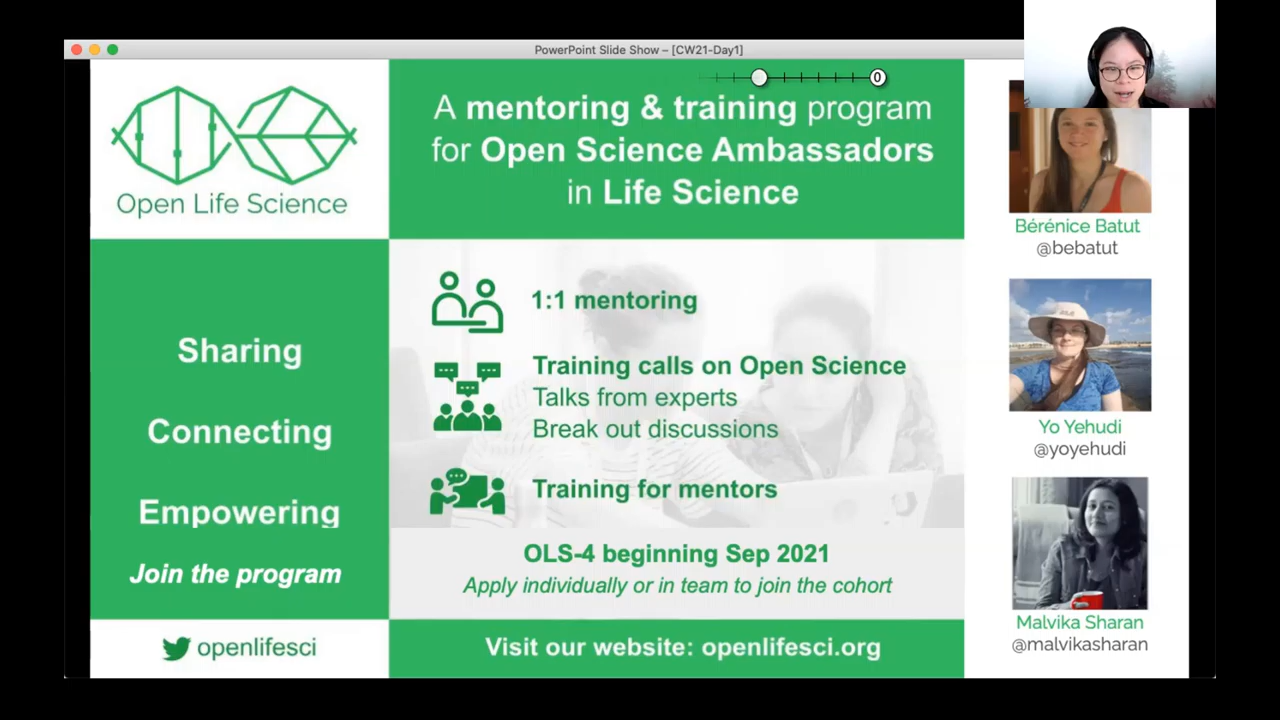 PowerPoint Slide Show – [CW21-Day1]
0
Open Life Science
A mentoring & training program
for Open Science Ambassadors
in Life Science
Sharing
Connecting
Empowering
Join the program
1:1 mentoring
Training calls on Open Science
Talks from experts
Break out discussions
Training for mentors
OLS-4 beginning Sep 2021
Apply individually or in team to join the cohort
openlifesci
Visit our website: openlifesci.org
Bérénice Batut
@bebatut
Yo Yehudi
@yoyehudi
Malvika Sharan
@malvikasharan